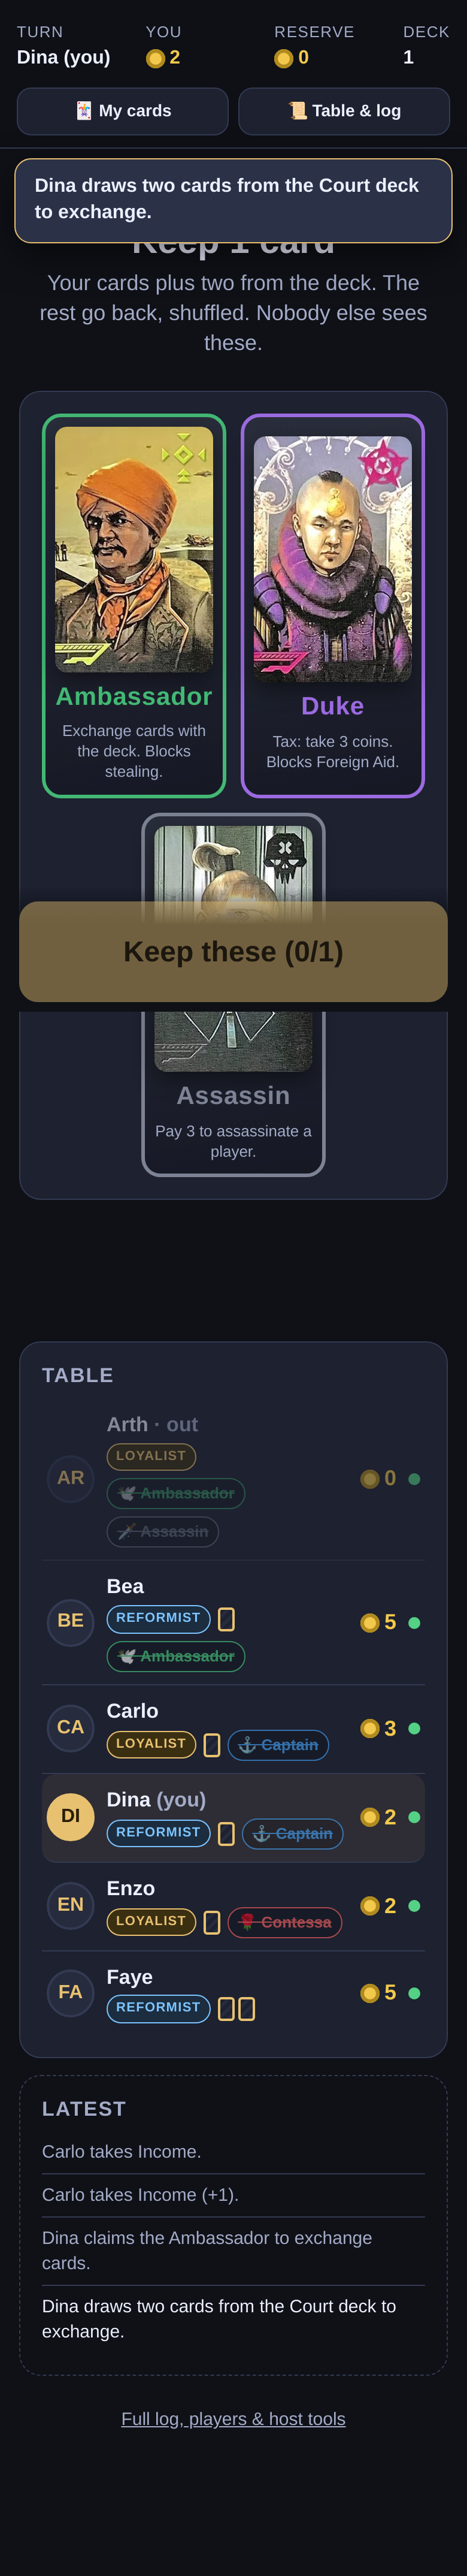 TURN
YOU
RESERVE
DECK
Dina (you)
2
0
1
🃏 My cards
📜 Table & log
Dina draws two cards from the Court deck
to exchange.
Keep 1 card
Your cards plus two from the deck. The
rest go back, shuffled. Nobody else sees
these.
Ambassador
Exchange cards with
the deck. Blocks
stealing.
Duke
Tax: take 3 coins.
Blocks Foreign Aid.
Keep these (0/1)
Assassin
Pay 3 to assassinate a
player.
TABLE
AR
Arth · out
LOYALIST
🕊 Ambassador
🗡 Assassin
0
BE
Bea
REFORMIST
🕊 Ambassador
5
CA
Carlo
LOYALIST
⚓ Captain
3
DI
Dina (you)
REFORMIST
⚓ Captain
2
EN
Enzo
LOYALIST
🌹 Contessa
2
FA
Faye
REFORMIST
5
LATEST
Carlo takes Income.
Carlo takes Income (+1).
Dina claims the Ambassador to exchange
cards.
Dina draws two cards from the Court deck to
exchange.
Full log, players & host tools